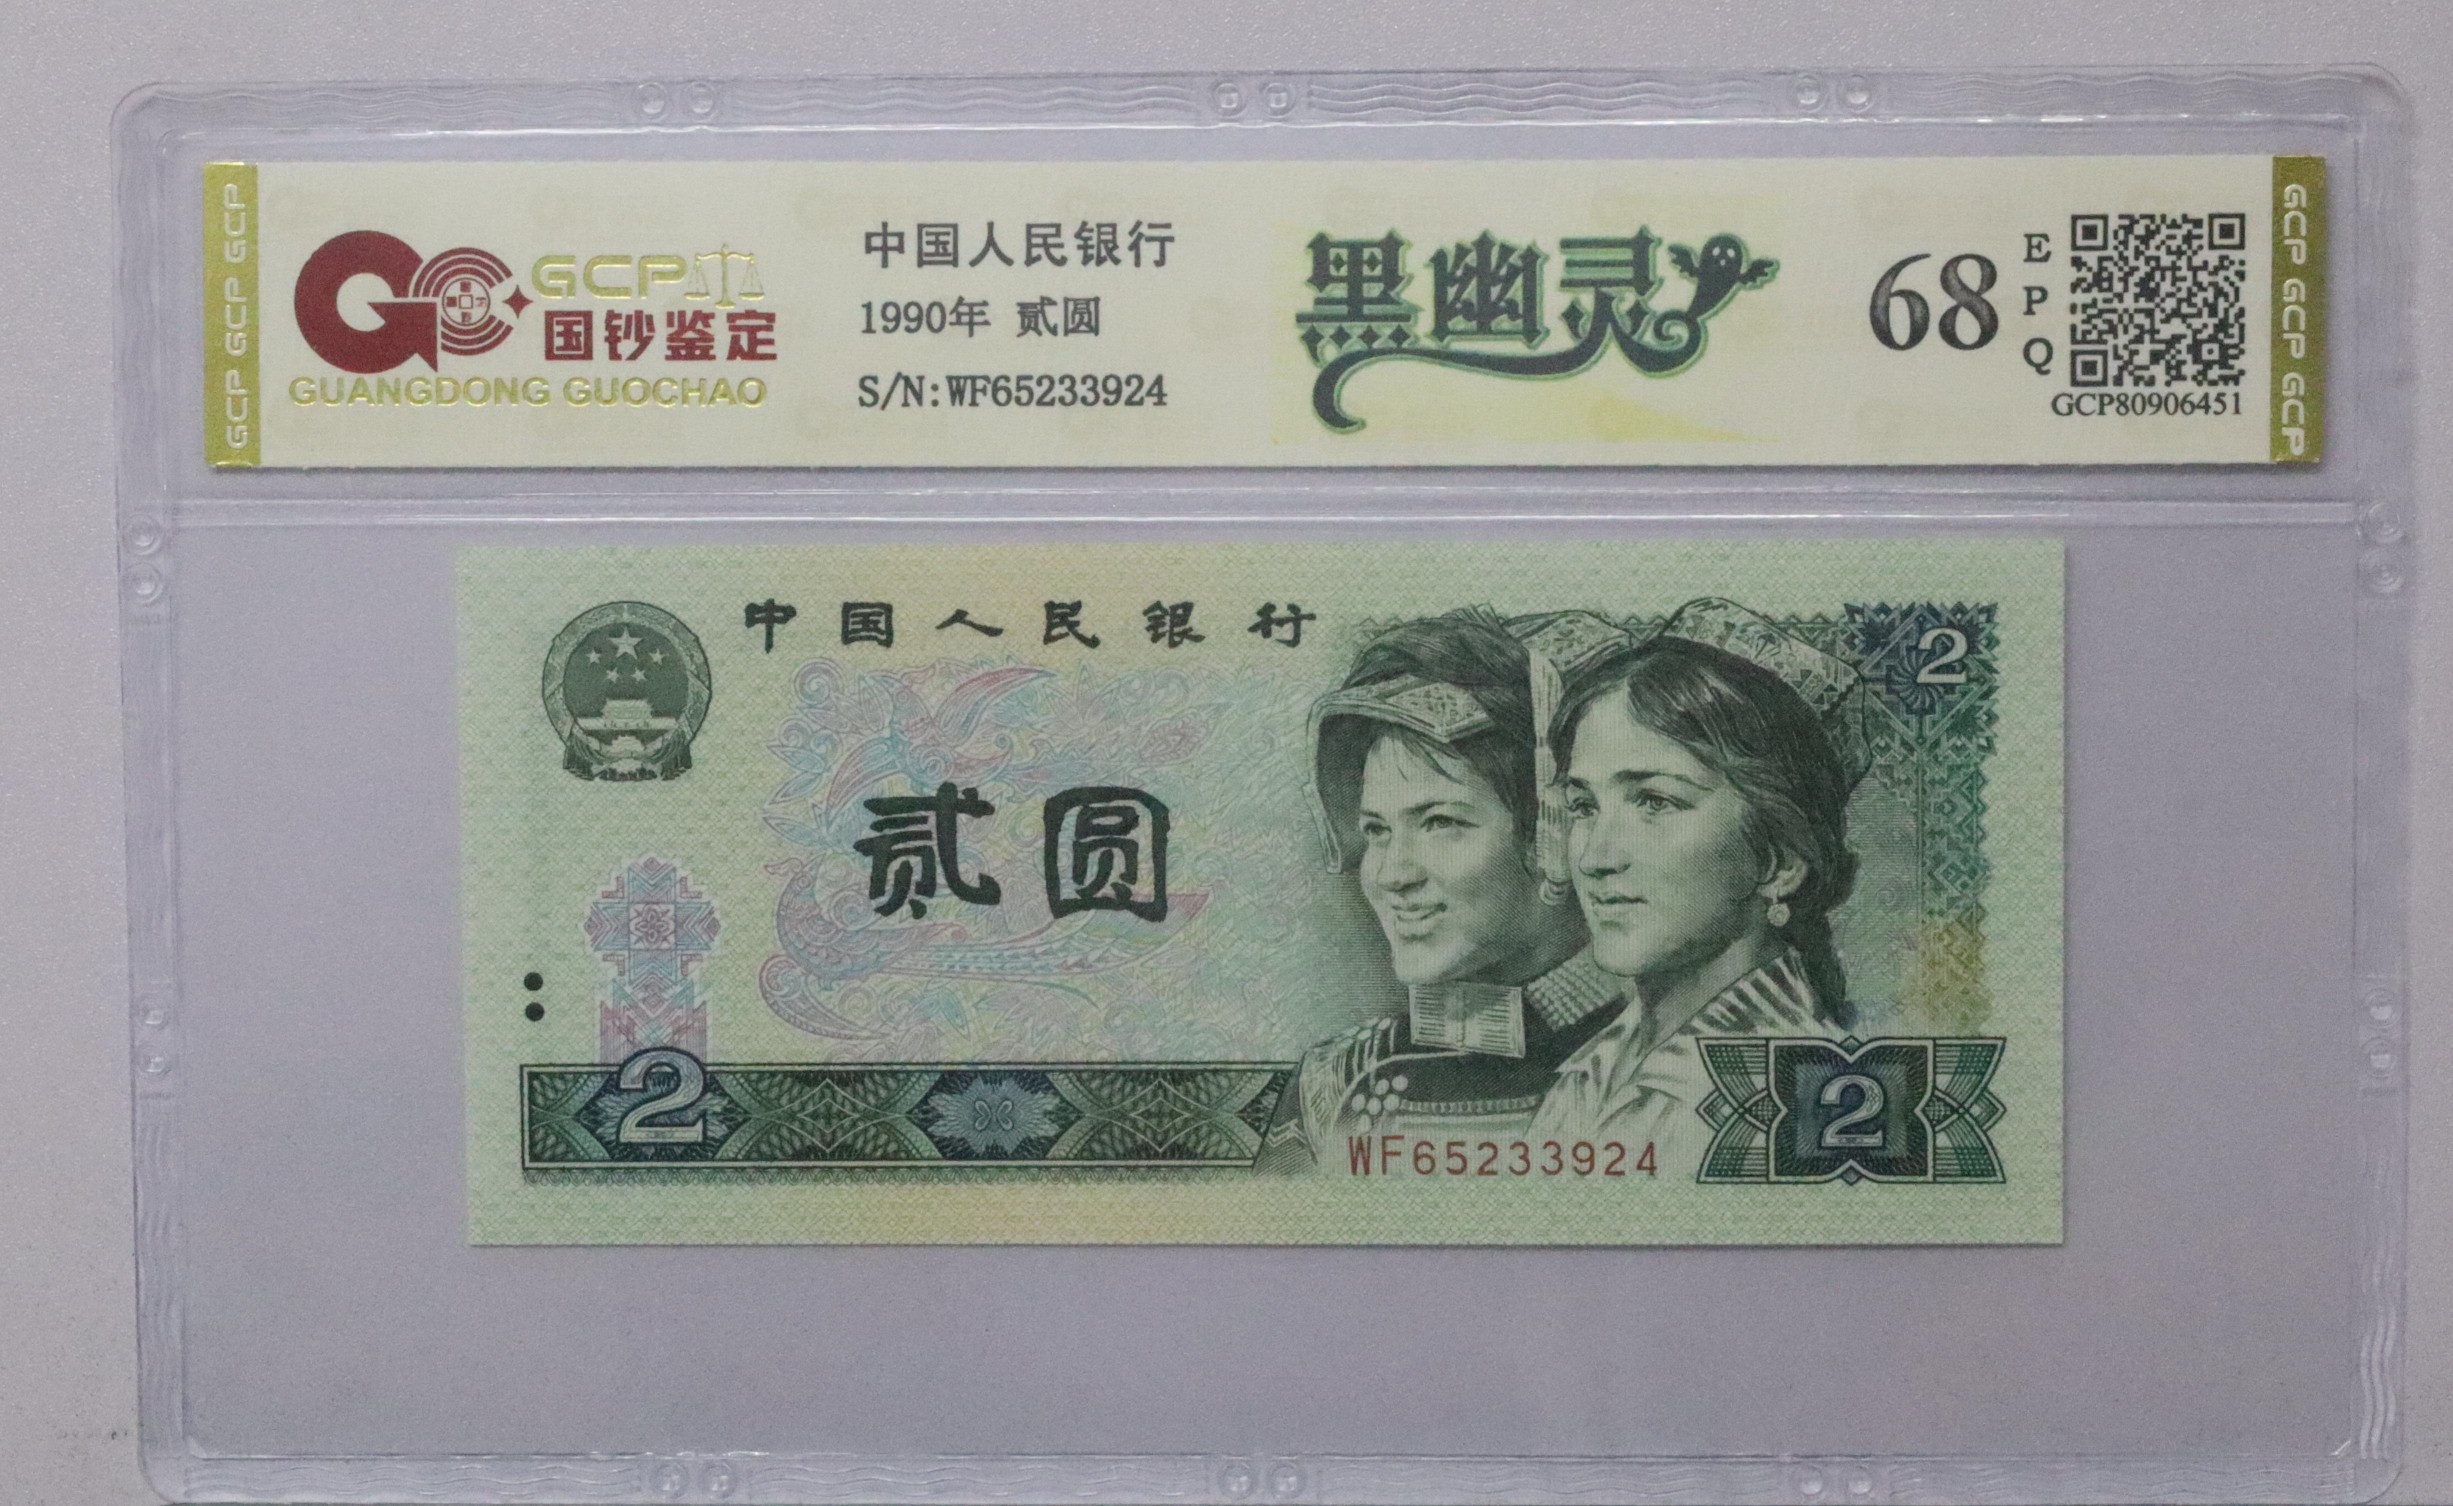 GCP GCP GCP
GCP
国钞鉴定
GUANGDONG GUOCHAO
中国人民银行
1990年 贰圆
S/N:WF65233924
黑幽灵
68
E
P
Q
GCP80906451
GCP GCP GCP
中国人民银行
2
贰圆
2
WF65233924
2